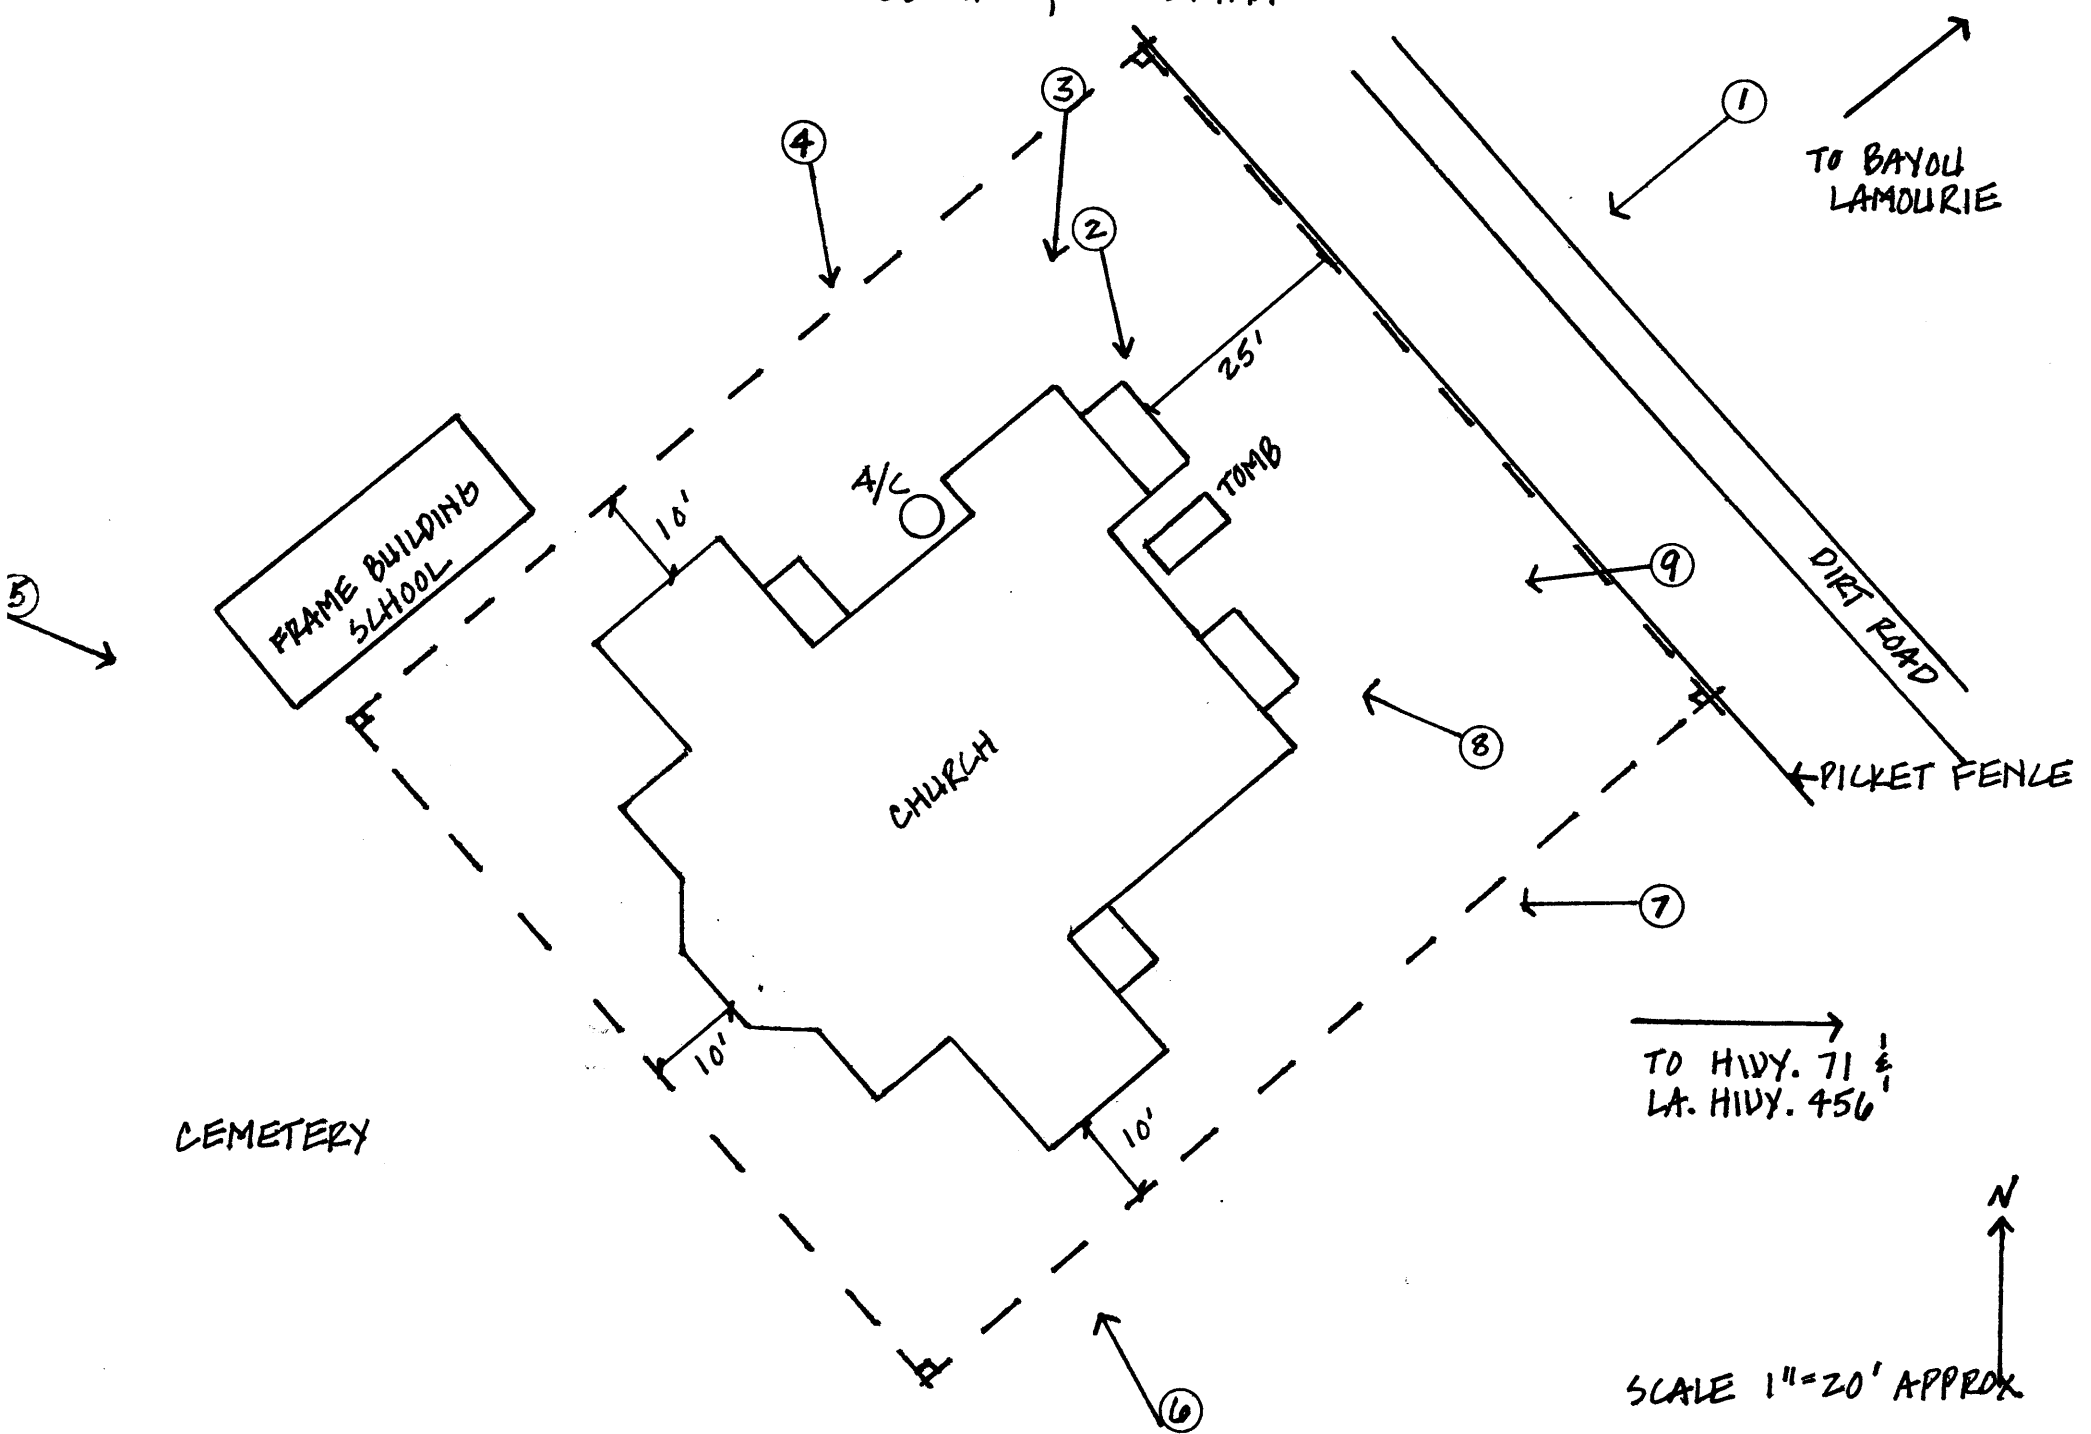 3
1
4
TO BAYOU
LAMOURIE
2
25'
TOMB
A/C
10'
FRAME BUILDING
SCHOOL
9
DIRT ROAD
5
8
CHURCH
PICKET FENCE
7
10'
TO HWY. 71 &
LA. HWY. 456
10'
CEMETERY
N
SCALE 1"=20' APPROX
6